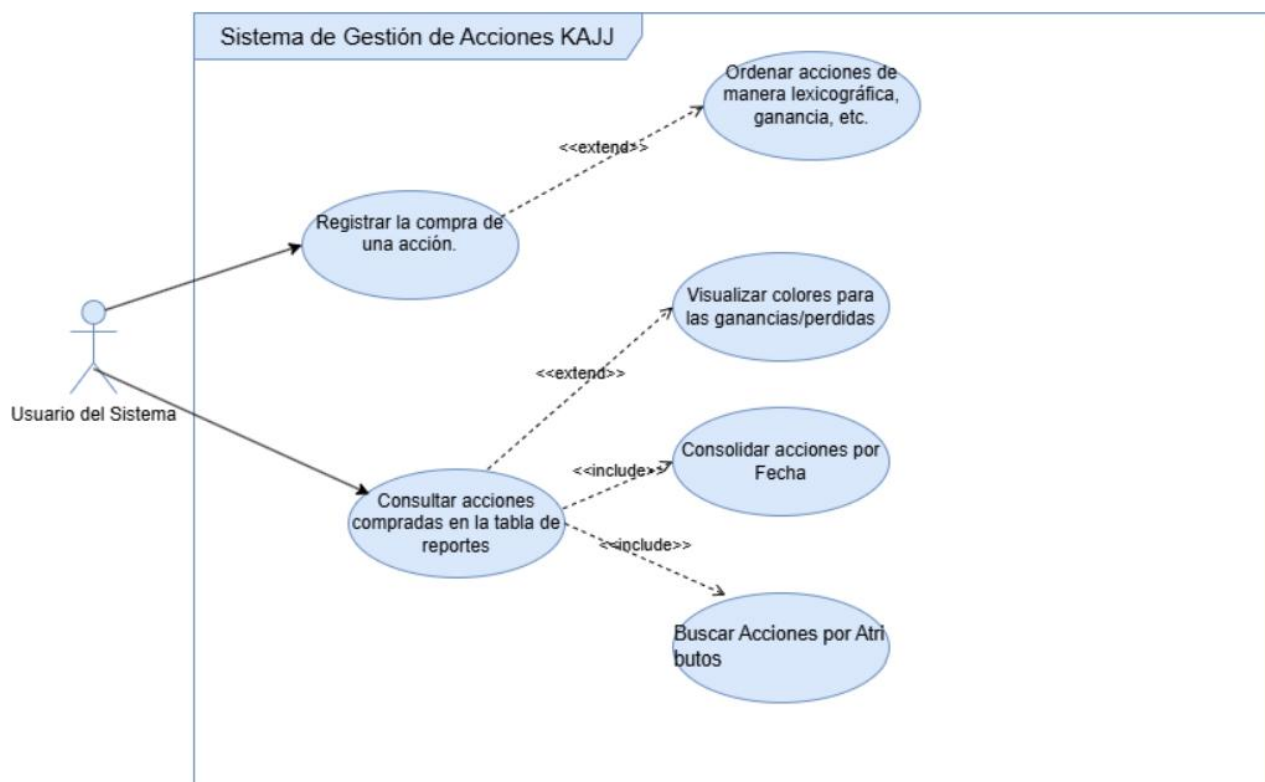 Sistema de Gestión de Acciones KAJJ
Ordenar acciones de
manera lexicográfica,
ganancia, etc.
<<extend>>
Registrar la compra de
una acción.
Visualizar colores para
las ganancias/perdidas
<<extend>>
Usuario del Sistema
Consolidar acciones por
Fecha
<<include>>
Consultar acciones
compradas en la tabla de
reportes
<<include>>
Buscar Acciones por Atri
butos